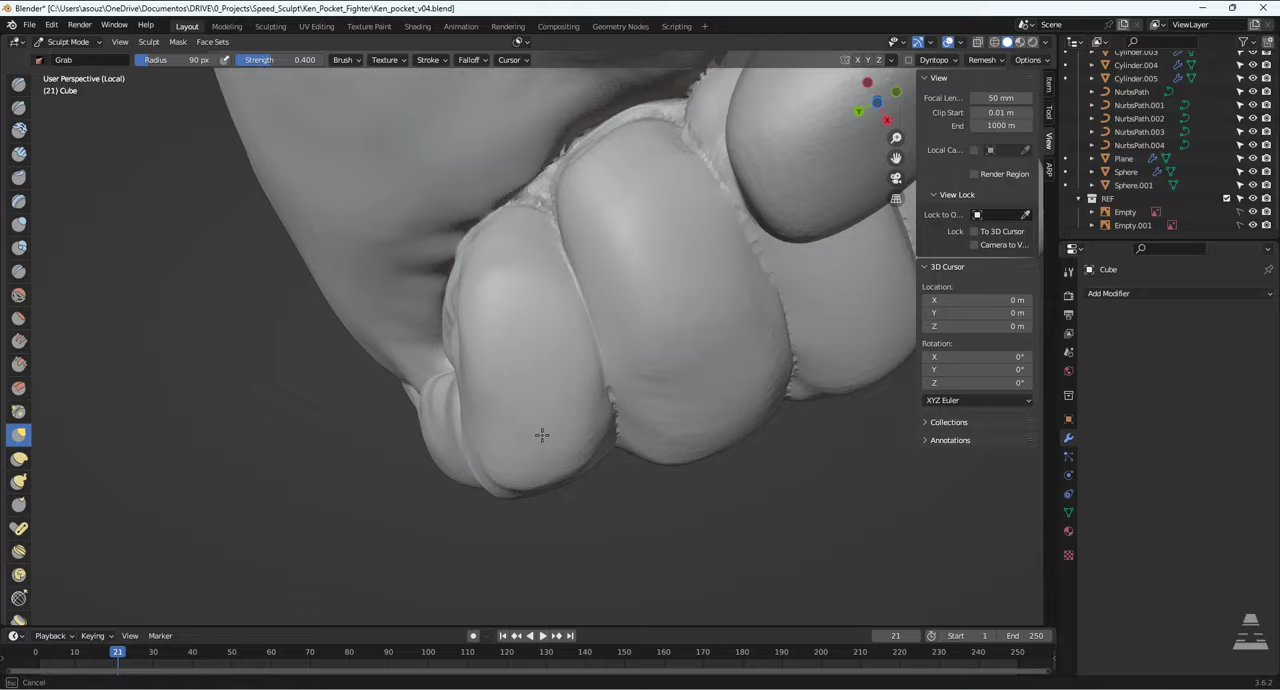 Blender* [C:\Users\asouz\OneDrive\Documentos\DRIVE\0_Projects\Speed_Sculpt\Ken_Pocket_Fighter\Ken_pocket_v04.blend]
File Edit Render Window Help Layout Modeling Sculpting UV Editing Texture Paint Shading Animation Rendering Compositing Geometry Nodes Scripting + Scene ViewLayer
Sculpt Mode View Sculpt Mask Face Sets
Grab Radius 90 px Strength 0.400 Brush Texture Stroke Falloff Cursor X Y Z Dyntopo Remesh Options
User Perspective (Local)
(21) Cube
Y
X
View
Focal Len... 50 mm
Clip Start 0.01 m
End 1000 m
Local Ca...
Render Region
View Lock
Lock to O...
Lock To 3D Cursor
Camera to V...
3D Cursor
Location:
X 0 m
Y 0 m
Z 0 m
Rotation:
X 0°
Y 0°
Z 0°
XYZ Euler
Collections
Annotations
Item
Tool
View
ARP
Cylinder.003
Cylinder.004
Cylinder.005
NurbsPath
NurbsPath.001
NurbsPath.002
NurbsPath.003
NurbsPath.004
Plane
Sphere
Sphere.001
REF
Empty
Empty.001
Cube
Add Modifier
Playback Keying View Marker 21 Start 1 End 250
0 10 21 30 40 50 60 70 80 90 100 110 120 130 140 150 160 170 180 190 200 210 220 230 240 250
Cancel 3.6.2